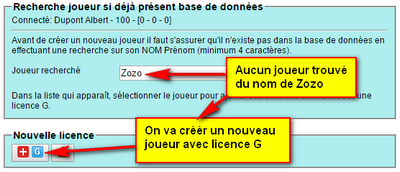 Recherche joueur si déjà présent base de données
Connecté: Dupont Albert - 100 - [0 - 0 - 0]
Avant de créer un nouveau joueur il faut s'assurer qu'il n'existe pas dans la base de données en
effectuant une recherche sur son NOM Prénom (minimum 4 caractères).
Joueur recherché
Zozo
Aucun joueur trouvé
du nom de Zozo
Dans la liste qui apparaît, sélectionner le joueur pour
licence G.
On va créér un nouveau
joueur avec licence G
Nouvelle licence
G